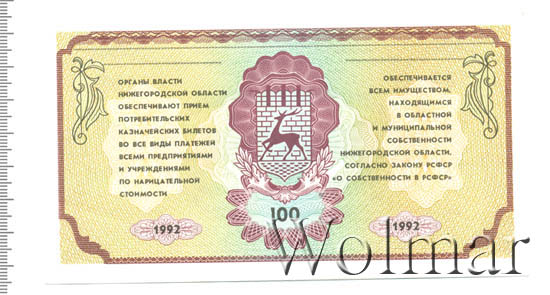 ОРГАНЫ ВЛАСТИ
НИЖЕГОРОДСКОЙ ОБЛАСТИ
ОБЕСПЕЧИВАЮТ ПРИЕМ
ПОТРЕБИТЕЛЬСКИХ
КАЗНАЧЕЙСКИХ БИЛЕТОВ
ВО ВСЕ ВИДЫ ПЛАТЕЖЕЙ
ВСЕМИ ПРЕДПРИЯТИЯМИ
И УЧРЕЖДЕНИЯМИ
ПО НАРИЦАТЕЛЬНОЙ
СТОИМОСТИ
1992
100
ОБЕСПЕЧИВАЕТСЯ
ВСЕМ ИМУЩЕСТВОМ,
НАХОДЯЩИМСЯ
В ОБЛАСТНОЙ
И МУНИЦИПАЛЬНОЙ
СОБСТВЕННОСТИ
НИЖЕГОРОДСКОЙ ОБЛАСТИ,
СОГЛАСНО ЗАКОНУ РСФСР
«О СОБСТВЕННОСТИ В РСФСР»
1992
Wolmar